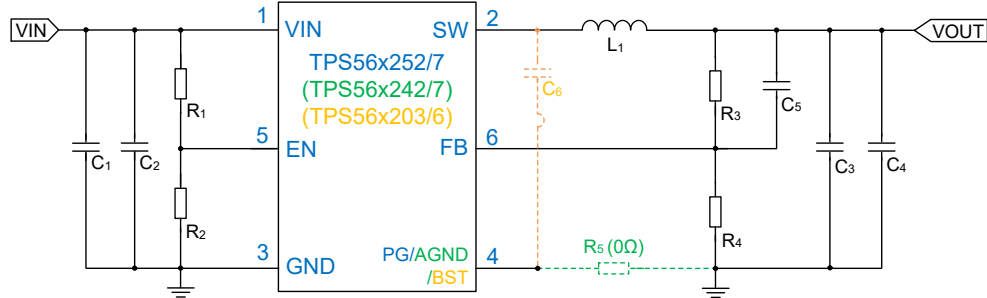 VIN
1
VIN
SW
2
L1
VOUT
TPS56x252/7
(TPS56x242/7)
(TPS56x203/6)
C6
R1
R3
C5
5
EN
FB
6
C1
C2
C3
C4
R2
R4
3
GND
PG/AGND
/BST
4
R5 (0Ω)